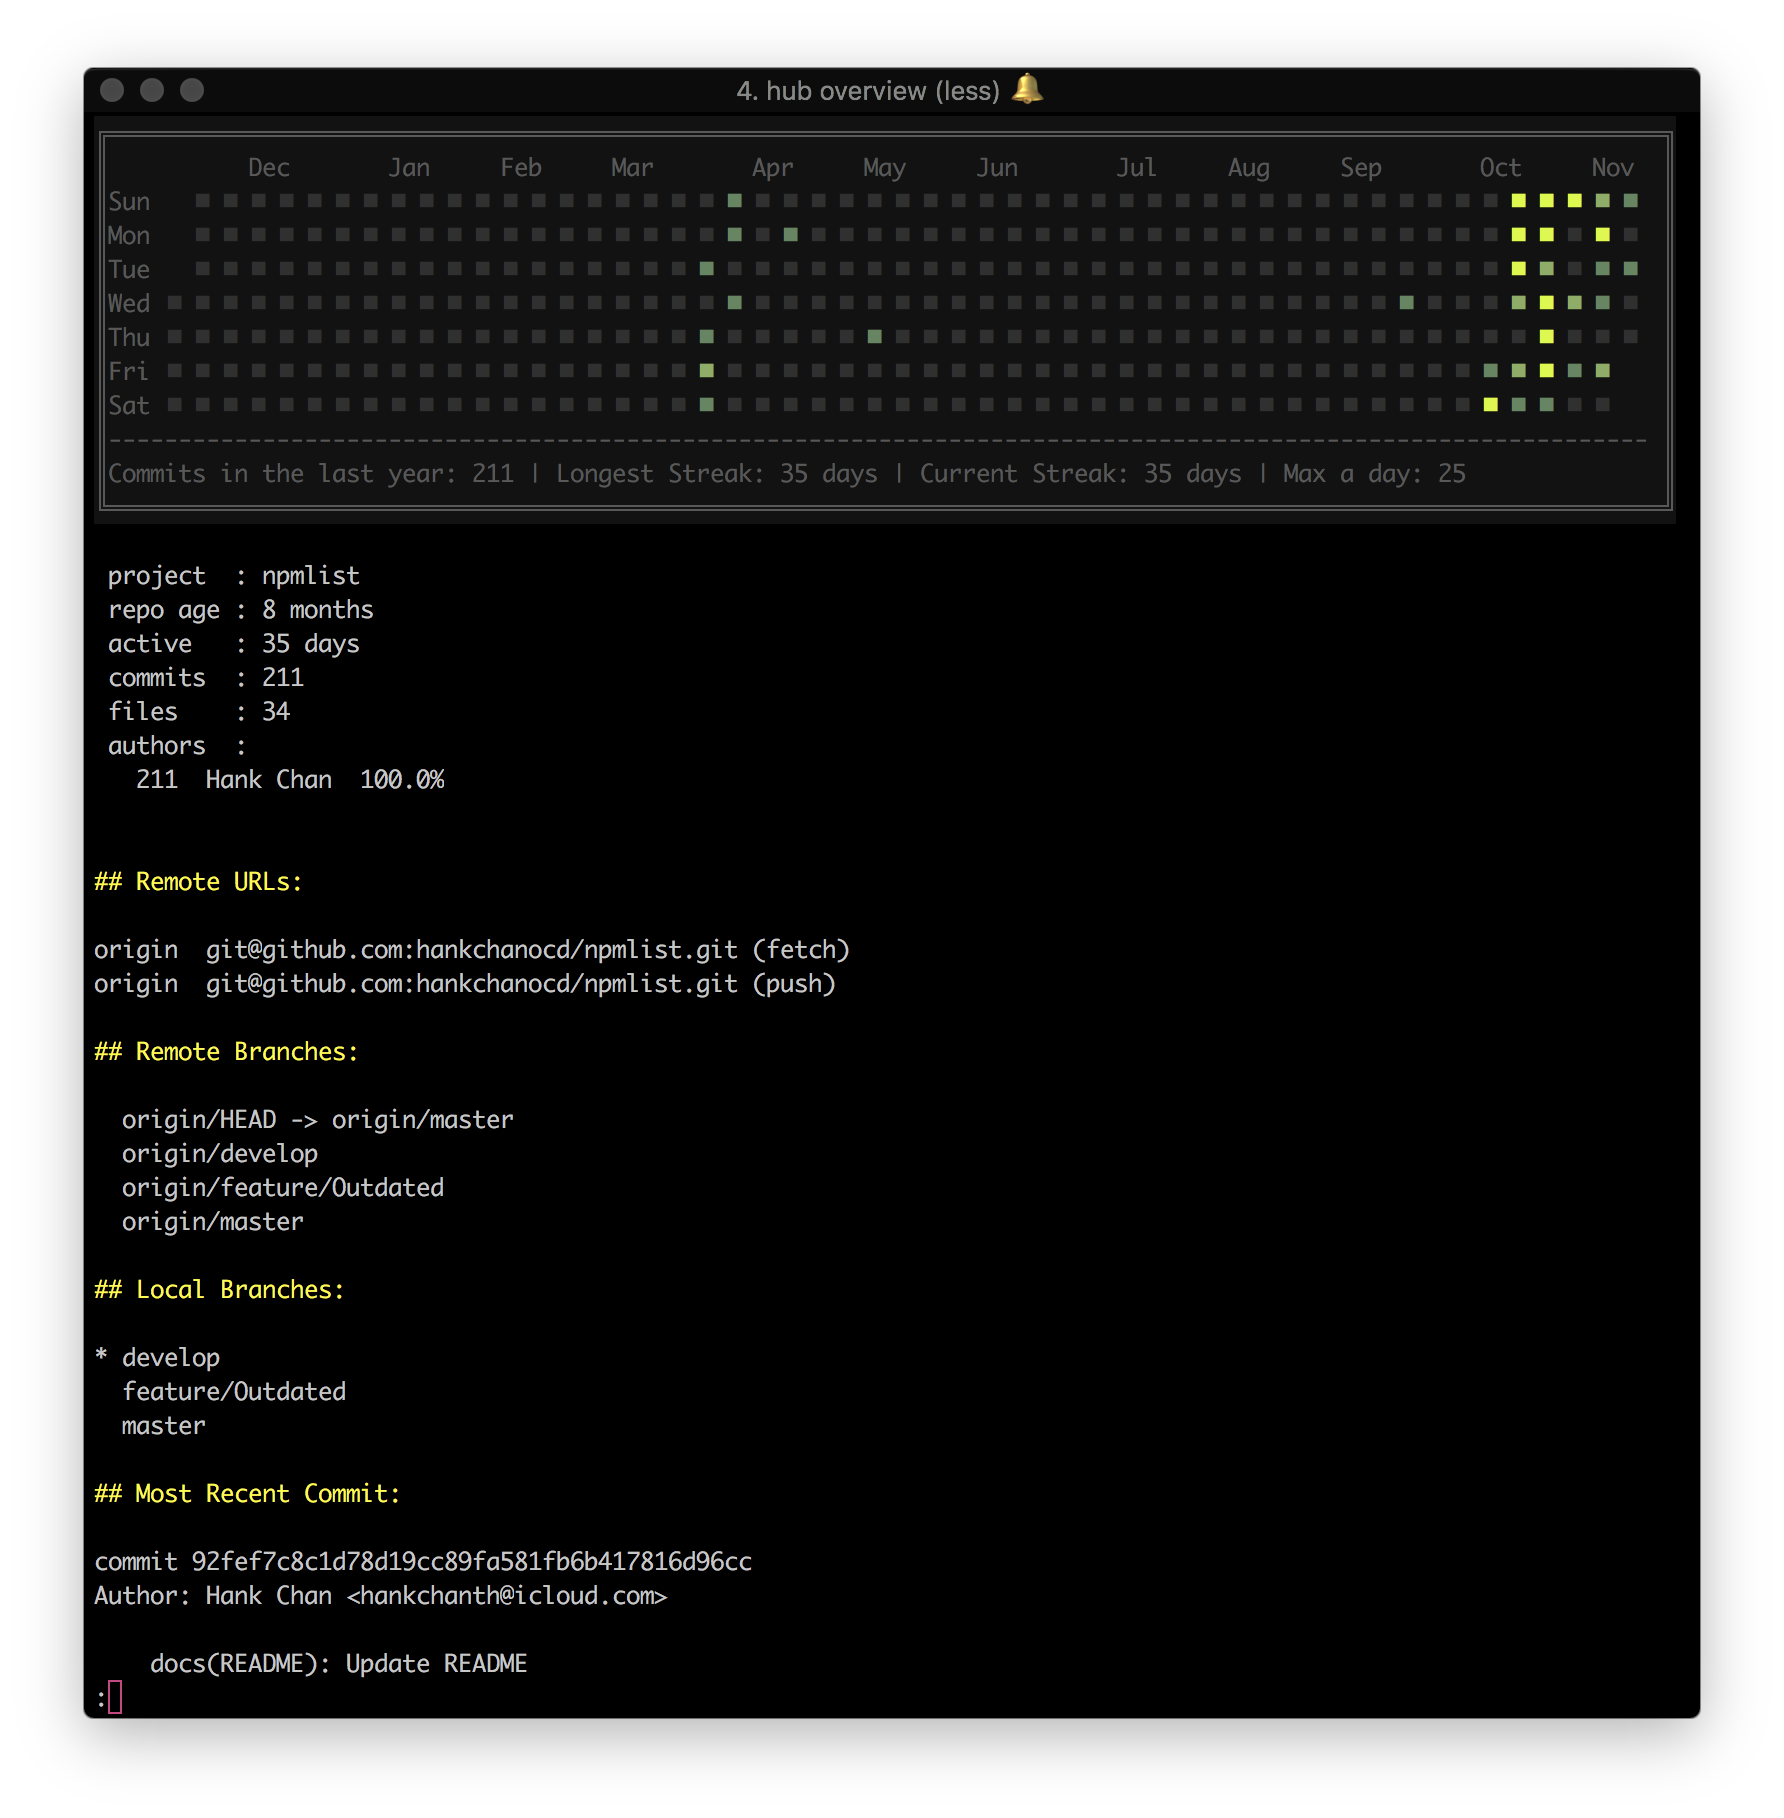 4. hub overview (less) 🔔
Dec Jan Feb Mar Apr May Jun Jul Aug Sep Oct Nov
Sun
Mon
Tue
Wed
Thu
Fri
Sat
--------------------------------------------------------------------------------------------------------------
Commits in the last year: 211 | Longest Streak: 35 days | Current Streak: 35 days | Max a day: 25
project  : npmlist
repo age : 8 months
active   : 35 days
commits  : 211
files    : 34
authors  :
211  Hank Chan  100.0%
## Remote URLs:
origin  git@github.com:hankchanocd/npmlist.git (fetch)
origin  git@github.com:hankchanocd/npmlist.git (push)
## Remote Branches:
origin/HEAD -> origin/master
origin/develop
origin/feature/Outdated
origin/master
## Local Branches:
* develop
feature/Outdated
master
## Most Recent Commit:
commit 92fef7c8c1d78d19cc89fa581fb6b417816d96cc
Author: Hank Chan <hankchanth@icloud.com>
docs(README): Update README
: